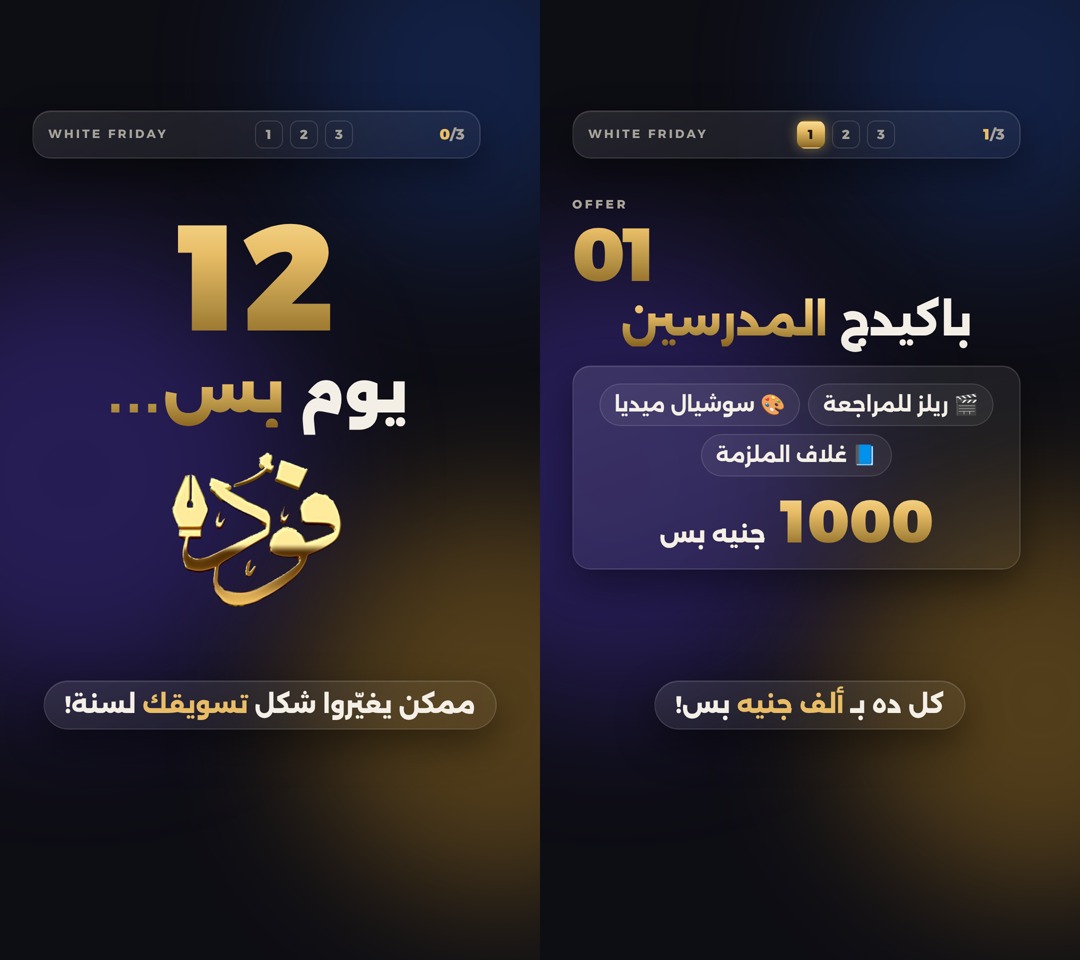 WHITE FRIDAY 1 2 3 0/3
12
يوم بس...
ممكن يغيّروا شكل تسويقك لسنة!
WHITE FRIDAY 1 2 3 1/3
OFFER
01
باكيدج المدرسين
🎬 ريلز للمراجعة 🎨 سوشيال ميديا
📘 غلاف الملزمة
1000 جنيه بس
كل ده بـ ألف جنيه بس!